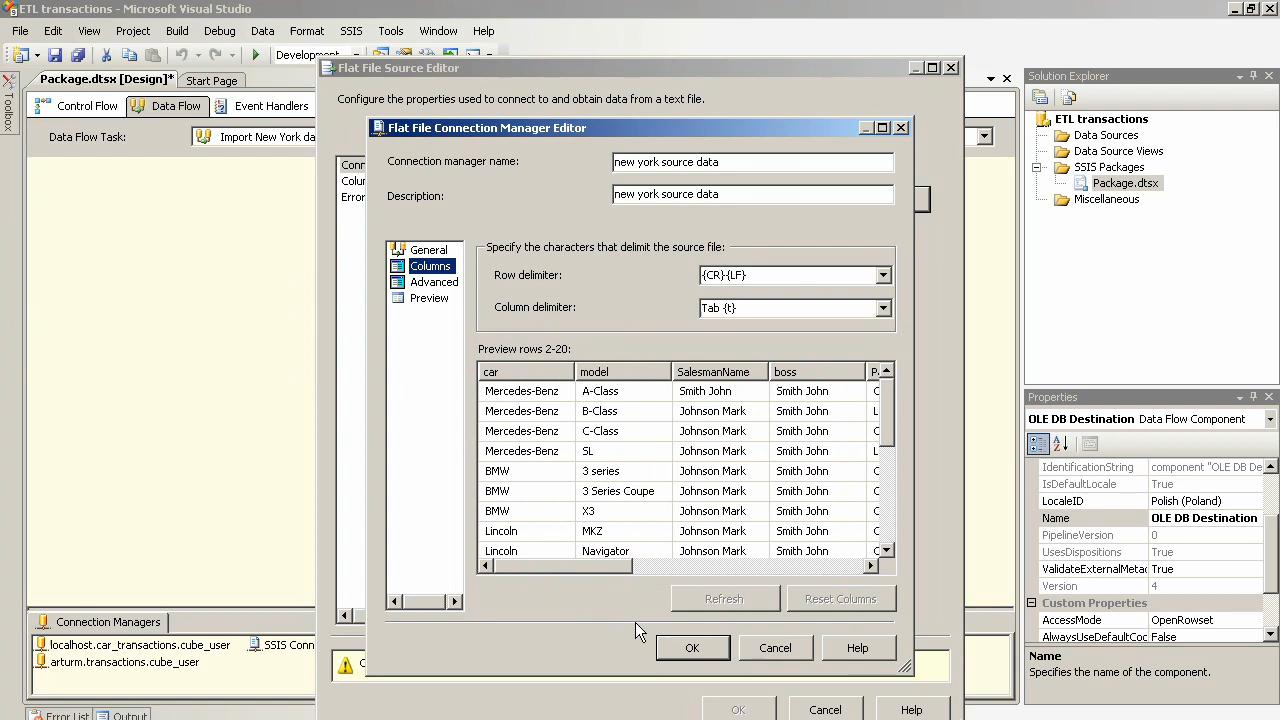 ETL transactions - Microsoft Visual Studio
File Edit View Project Build Debug Data Format SSIS Tools Window Help
Development
Package.dtsx [Design]* Start Page
Control Flow Data Flow Event Handlers
Data Flow Task: Import New York da
Toolbox
Flat File Source Editor
Configure the properties used to connect to and obtain data from a text file.
Conn
Colu
Error
Flat File Connection Manager Editor
Connection manager name: new york source data
Description: new york source data
General
Columns
Advanced
Preview
Specify the characters that delimit the source file:
Row delimiter: {CR}{LF}
Column delimiter: Tab {t}
Preview rows 2-20:
car model SalesmanName boss
Mercedes-Benz A-Class Smith John Smith John
Mercedes-Benz B-Class Johnson Mark Smith John
Mercedes-Benz C-Class Johnson Mark Smith John
Mercedes-Benz SL Johnson Mark Smith John
BMW 3 series Johnson Mark Smith John
BMW 3 Series Coupe Johnson Mark Smith John
BMW X3 Johnson Mark Smith John
Lincoln MKZ Johnson Mark Smith John
Lincoln Navigator Johnson Mark Smith John
Refresh Reset Columns
OK Cancel Help
OK Cancel Help
Connection Managers
localhost.car_transactions.cube_user SSIS Conn
arturm.transactions.cube_user
Error List Output
Solution Explorer
ETL transactions
Data Sources
Data Source Views
SSIS Packages
Package.dtsx
Miscellaneous
Properties
OLE DB Destination Data Flow Component
IdentificationString component "OLE DB De
IsDefaultLocale True
LocaleID Polish (Poland)
Name OLE DB Destination
PipelineVersion 0
UsesDispositions True
ValidateExternalMetac True
Version 4
Custom Properties
AccessMode OpenRowset
AlwaysUseDefaultCoc False
Name
Specifies the name of the component.